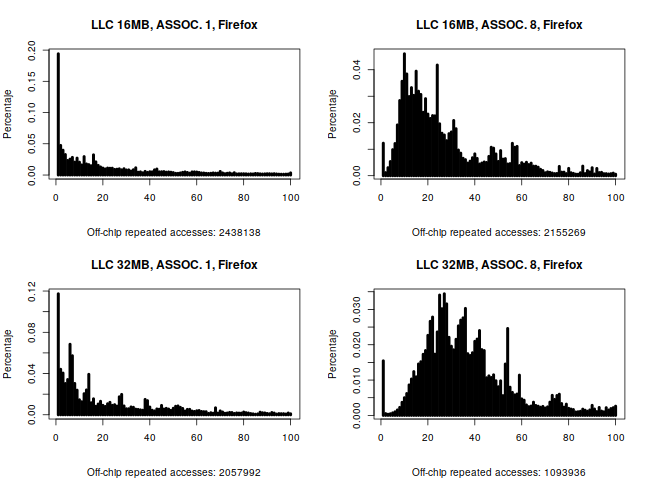 LLC 16MB, ASSOC. 1, Firefox
Percentaje
0.00 0.05 0.10 0.15 0.20
0 20 40 60 80 100
Off-chip repeated accesses: 2438138
LLC 16MB, ASSOC. 8, Firefox
Percentaje
0.00 0.02 0.04
0 20 40 60 80 100
Off-chip repeated accesses: 2155269
LLC 32MB, ASSOC. 1, Firefox
Percentaje
0.00 0.04 0.08 0.12
0 20 40 60 80 100
Off-chip repeated accesses: 2057992
LLC 32MB, ASSOC. 8, Firefox
Percentaje
0.000 0.010 0.020 0.030
0 20 40 60 80 100
Off-chip repeated accesses: 1093936